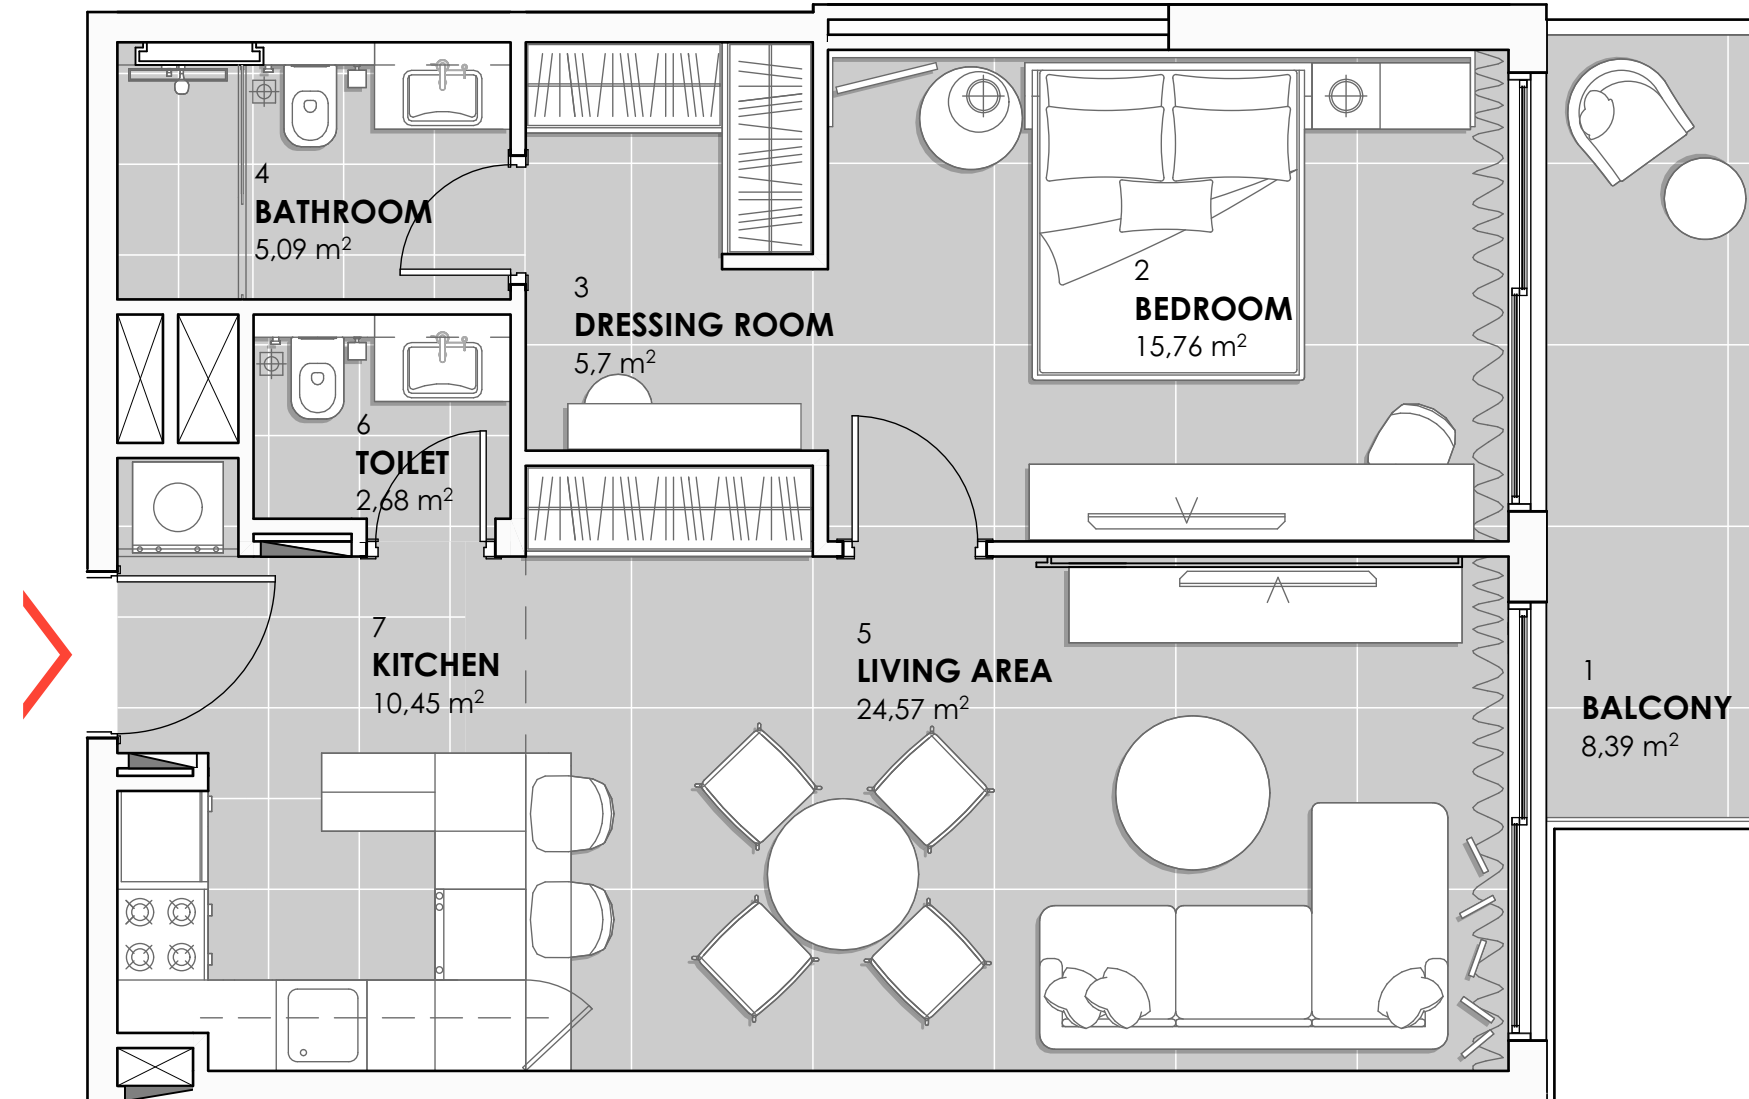 4
BATHROOM
5,09 m²
3
DRESSING ROOM
5,7 m²
2
BEDROOM
15,76 m²
6
TOILET
2,68 m²
7
KITCHEN
10,45 m²
5
LIVING AREA
24,57 m²
1
BALCONY
8,39 m²